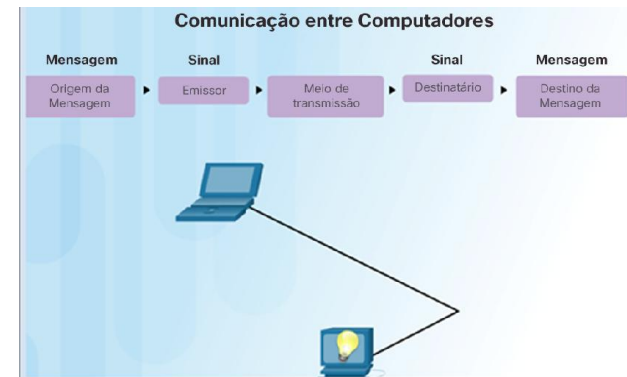 Comunicação entre Computadores
Mensagem
Sinal
Sinal
Mensagem
Origem da
Mensagem
Emissor
Meio de
transmissão
Destinatário
Destino da
Mensagem